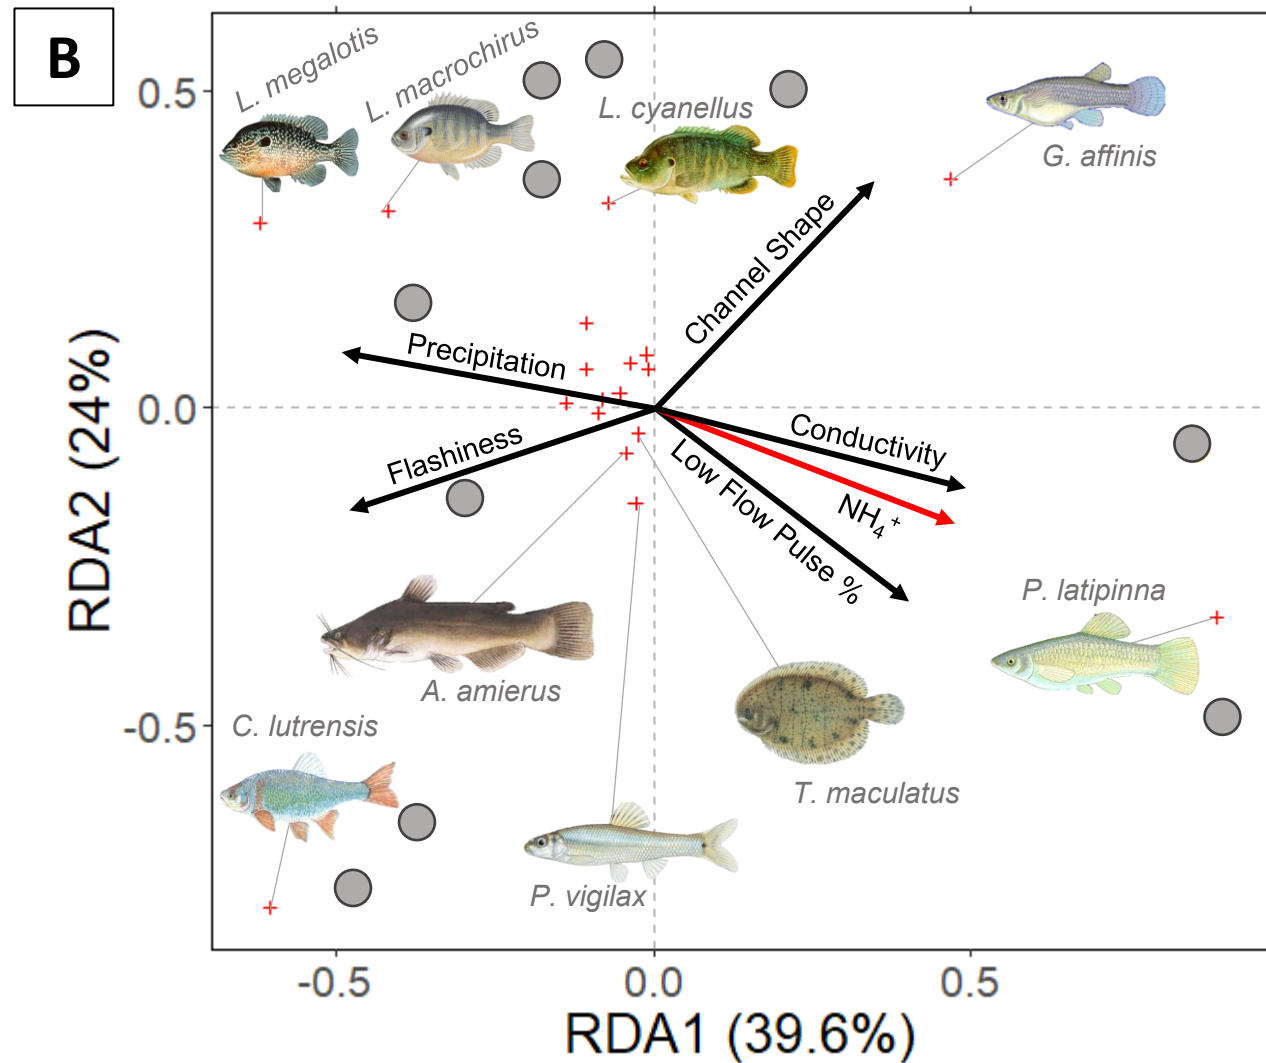 B
L. megalotis
L. macrochirus
L. cyanellus
G. affinis
Channel Shape
Precipitation
Flashiness
Conductivity
NH₄⁺
Low Flow Pulse %
P. latipinna
A. amierus
C. lutrensis
T. maculatus
P. vigilax
0.5
0.0
-0.5
RDA2 (24%)
-0.5
0.0
0.5
RDA1 (39.6%)